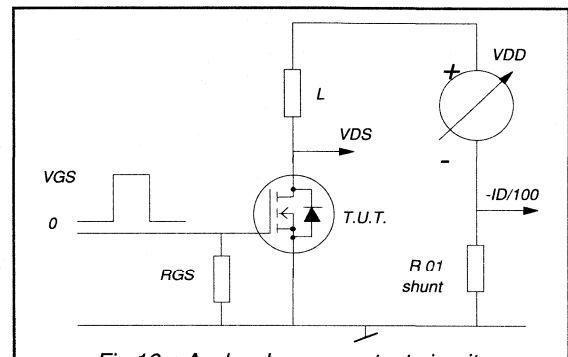 +
VDD
L
-
VDS
VGS
-ID/100
0
T.U.T.
RGS
R 01
shunt